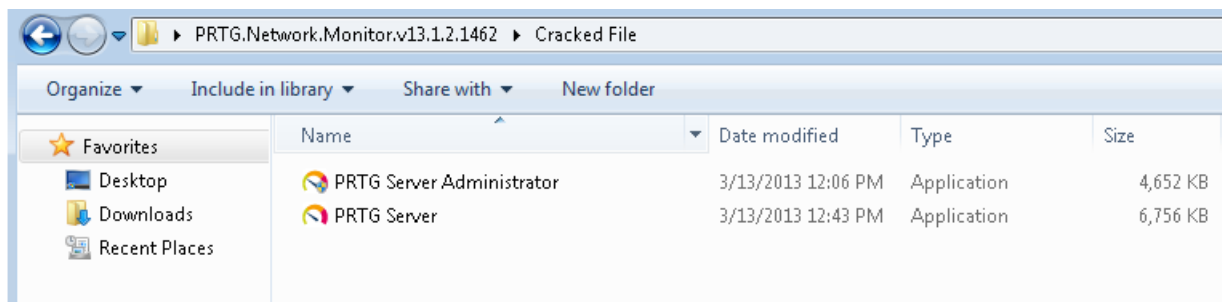 PRTG.Network.Monitor.v13.1.2.1462 Cracked File
Organize Include in library Share with New folder
Favorites
Desktop
Downloads
Recent Places
Name Date modified Type Size
PRTG Server Administrator 3/13/2013 12:06 PM Application 4,652 KB
PRTG Server 3/13/2013 12:43 PM Application 6,756 KB